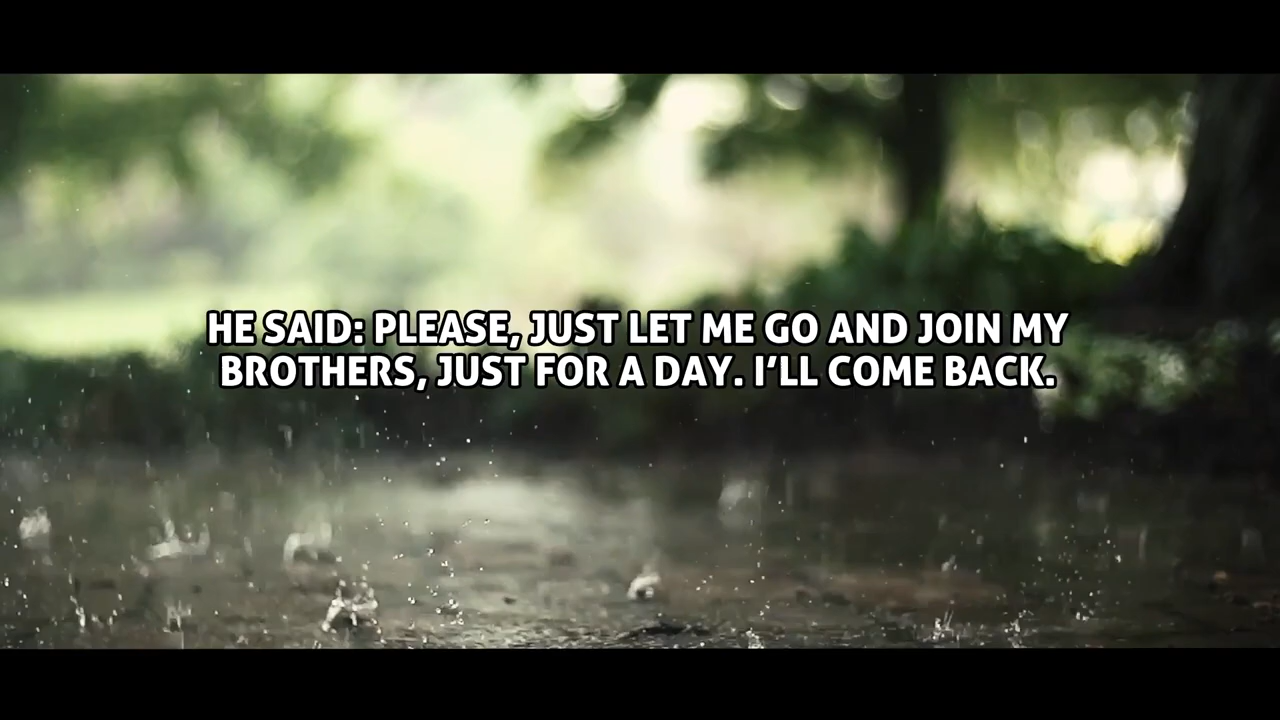 HE SAID: PLEASE, JUST LET ME GO AND JOIN MY
BROTHERS, JUST FOR A DAY. I’LL COME BACK.